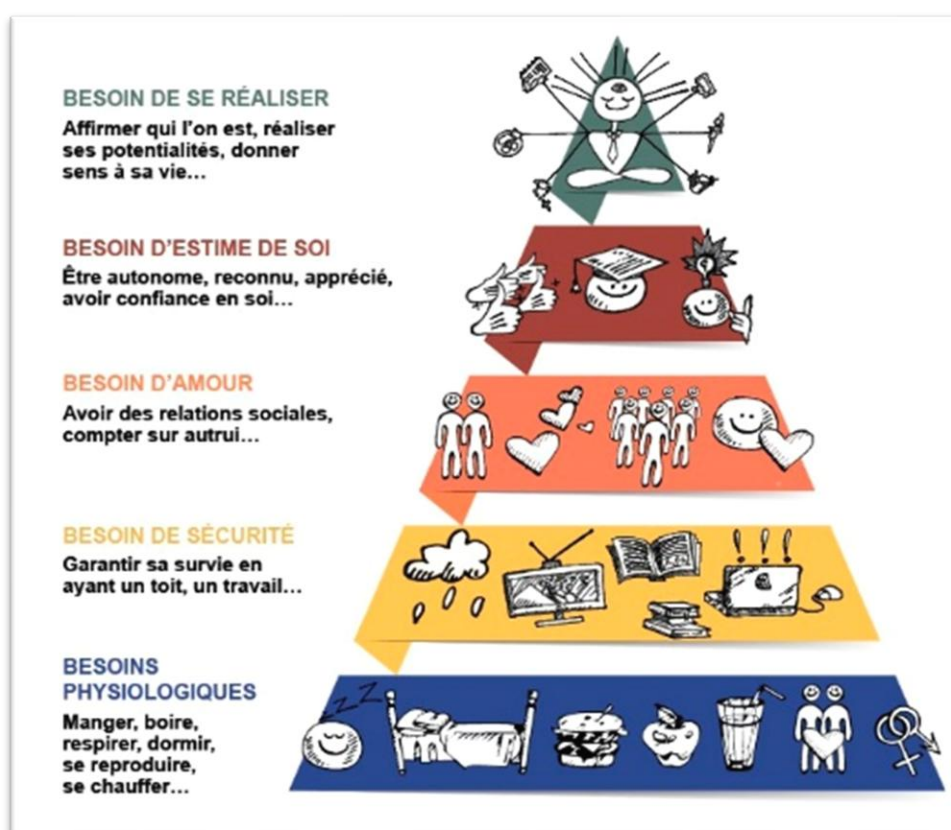 BESOIN DE SE RÉALISER
Affirmer qui l'on est, réaliser
ses potentialités, donner
sens à sa vie...
BESOIN D'ESTIME DE SOI
Être autonome, reconnu, apprécié,
avoir confiance en soi...
BESOIN D'AMOUR
Avoir des relations sociales,
compter sur autrui...
BESOIN DE SÉCURITÉ
Garantir sa survie en
ayant un toit, un travail...
BESOINS
PHYSIOLOGIQUES
Manger, boire,
respirer, dormir,
se reproduire,
se chauffer...
ZZZ